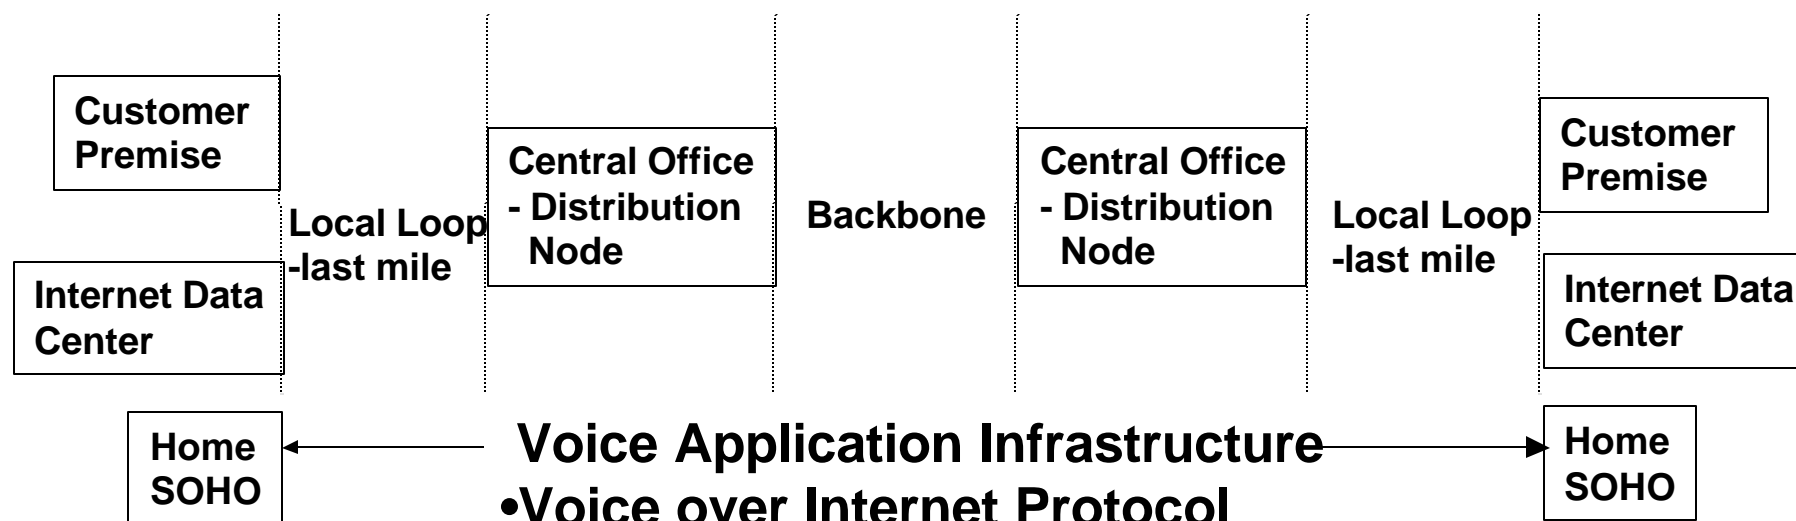 Customer
Premise
Internet Data
Center
Home
SOHO
Local Loop
-last mile
Central Office
- Distribution
Node
Backbone
Central Office
- Distribution
Node
Local Loop
-last mile
Customer
Premise
Internet Data
Center
Home
SOHO
Voice Application Infrastructure
•Voice over Internet Protocol